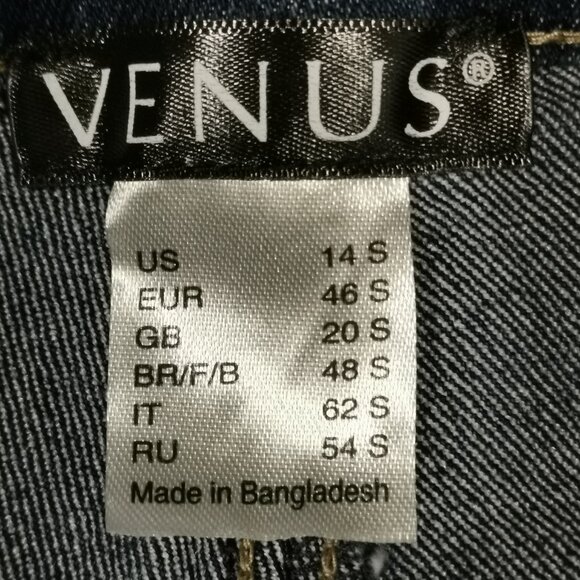 VENUS®
US 14 S
EUR 46 S
GB 20 S
BR/F/B 48 S
IT 62 S
RU 54 S
Made in Bangladesh